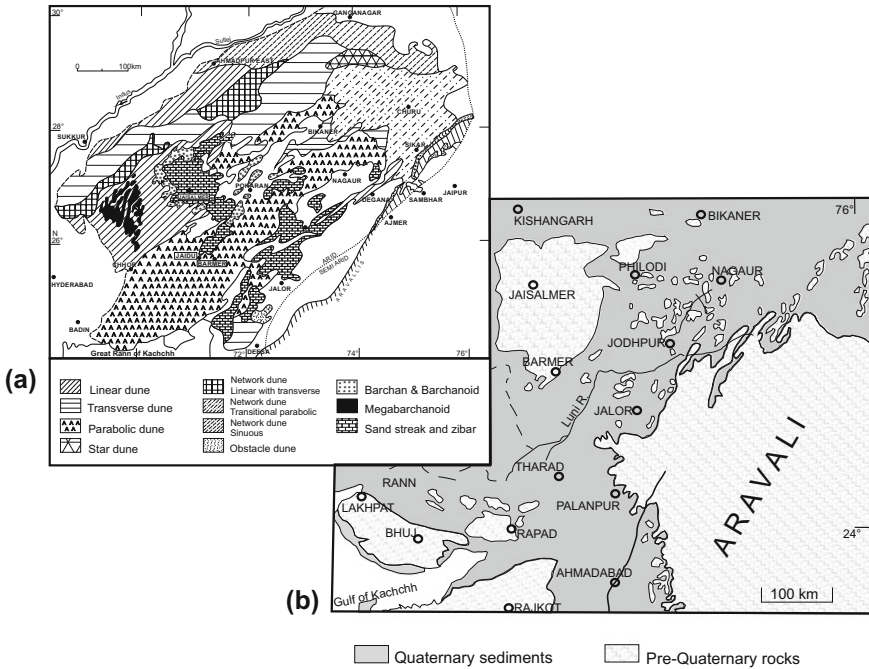 30°
GANGANAGAR
Sutlej
AHMADPUR EAST
0 100km
Indus
CHURU
28°
SUKKUR
BIKANER
SIKAR
POKARAN
NAGAUR
DEGANA
SAMBHAR
JAIPUR
AJMER
N
26°
CHHOR
JAIDU
BARMER
ARID
SEMI ARID
ARAVALLIS
HYDERABAD
JALOR
BADIN
Great Rann of Kachchh
72°
DEESA
74°
76°
(a)
Linear dune
Transverse dune
Parabolic dune
Star dune
Network dune
Linear with transverse
Network dune
Transitional parabolic
Network dune
Sinuous
Obstacle dune
Barchan & Barchanoid
Megabarchanoid
Sand streak and zibar
KISHANGARH
BIKANER
76°
PHILODI
NAGAUR
JAISALMER
JODHPUR
BARMER
Luni R.
JALOR
THARAD
RANN
PALANPUR
LAKHPAT
BHUJ
RAPAD
24°
ARAVALI
AHMADABAD
Gulf of Kachchh
100 km
RAJKOT
(b)
Quaternary sediments
Pre-Quaternary rocks